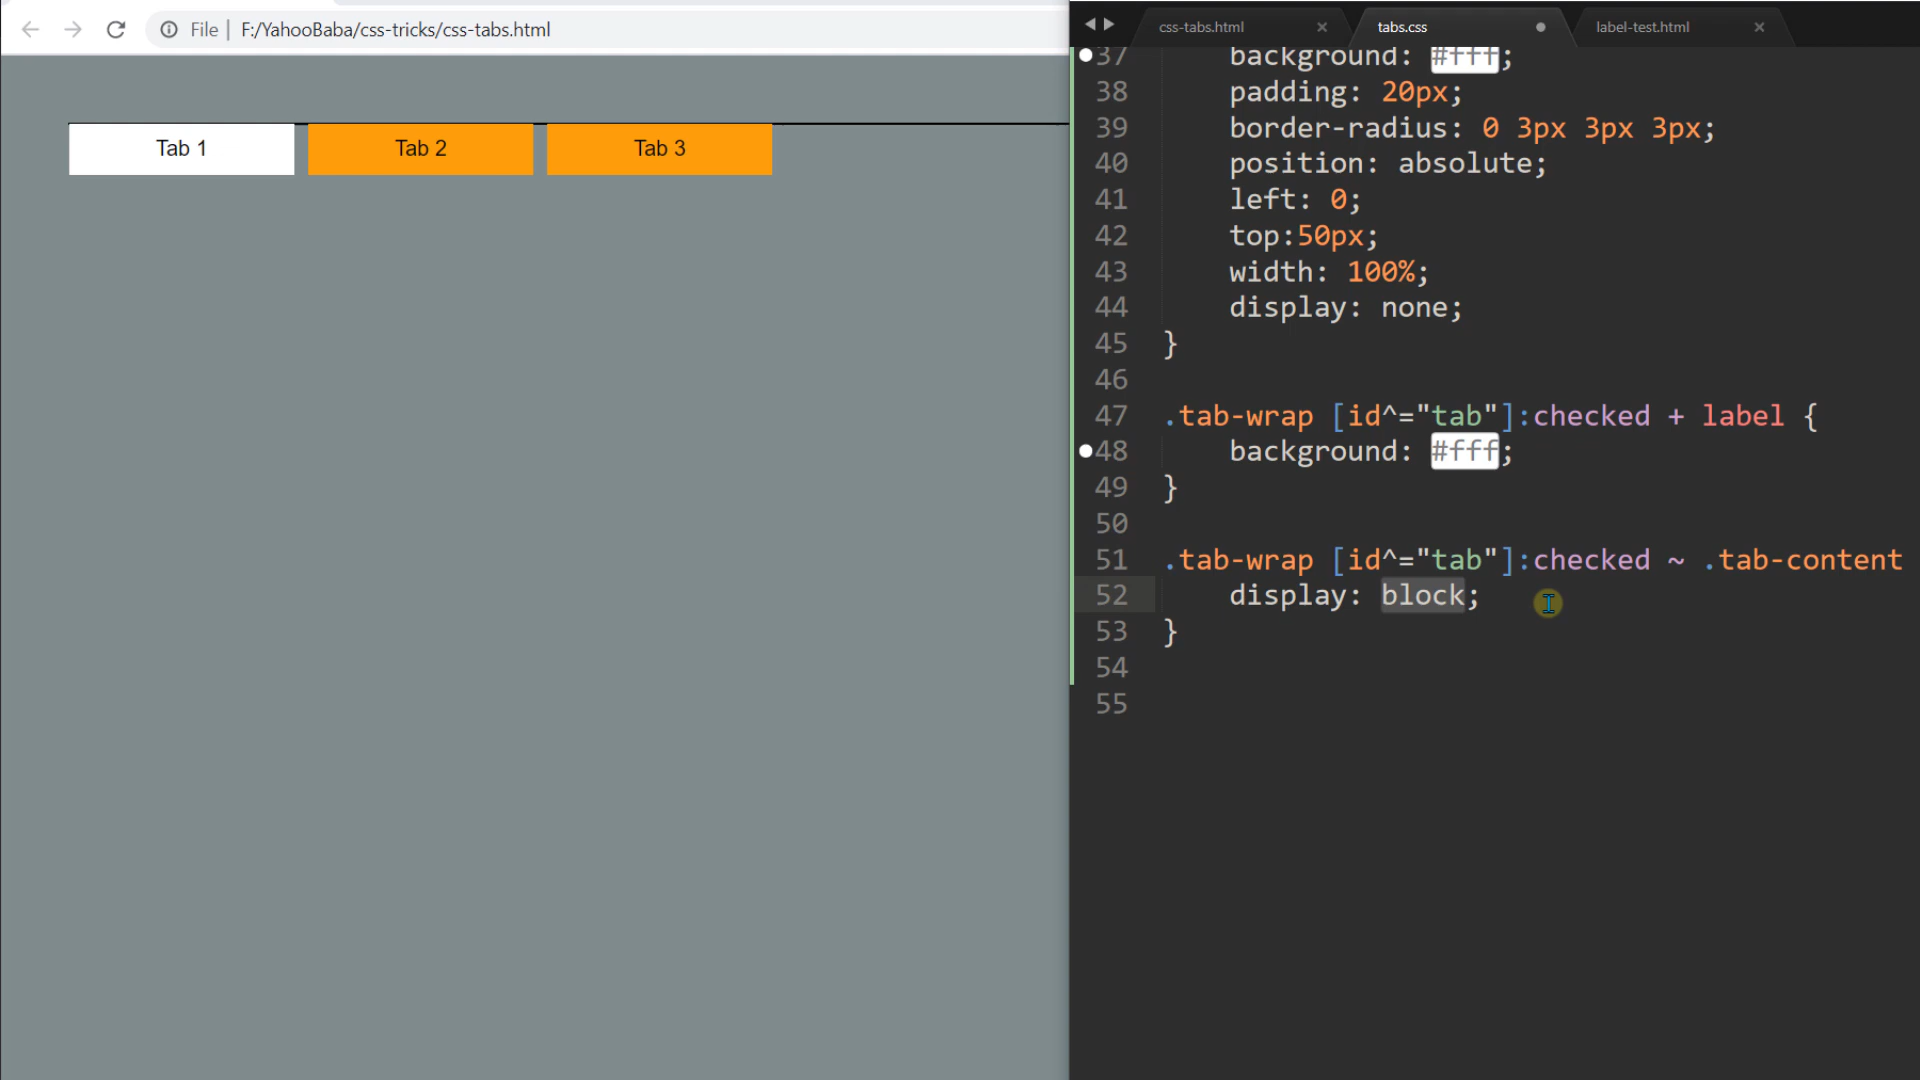 File F:/YahooBaba/css-tricks/css-tabs.html
Tab 1 Tab 2 Tab 3
css-tabs.html tabs.css label-test.html
37 background: #fff;
38 padding: 20px;
39 border-radius: 0 3px 3px 3px;
40 position: absolute;
41 left: 0;
42 top:50px;
43 width: 100%;
44 display: none;
45 }
46
47 .tab-wrap [id^="tab"]:checked + label {
48 background: #fff;
49 }
50
51 .tab-wrap [id^="tab"]:checked ~ .tab-content
52 display: block;
53 }
54
55